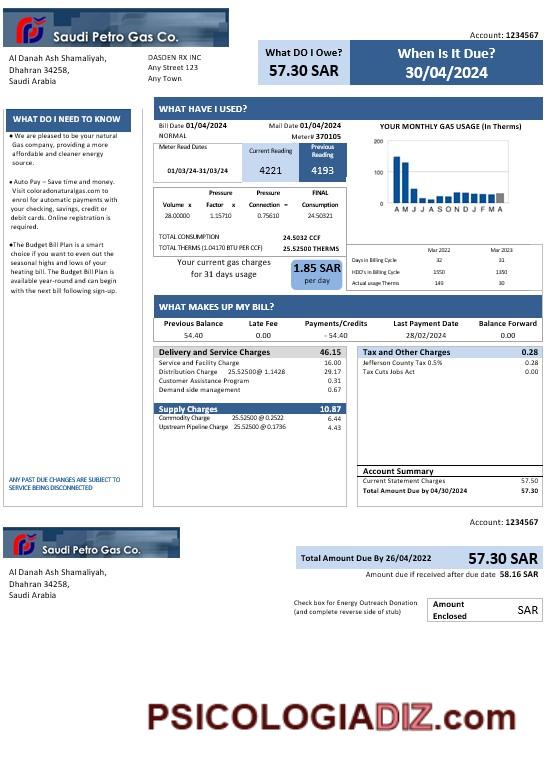 Saudi Petro Gas Co.
Account: 1234567
Al Danah Ash Shamaliyah,
Dhahran 34258,
Saudi Arabia
DASDEN RX INC
Any Street 123
Any Town
What DO I Owe?
57.30 SAR
When Is It Due?
30/04/2024
WHAT DO I NEED TO KNOW
● We are pleased to be your natural
Gas company, providing a more
affordable and cleaner energy
source.
● Auto Pay – Save time and money.
Visit coloradonaturalgas.com to
enrol for automatic payments with
your checking, savings, credit or
debit cards. Online registration is
required.
●The Budget Bill Plan is a smart
choice if you want to even out the
seasonal highs and lows of your
heating bill. The Budget Bill Plan is
available year-round and can begin
with the next bill following sign-up.
ANY PAST DUE CHANGES ARE SUBJECT TO
SERVICE BEING DISCONNECTED
WHAT HAVE I USED?
Bill Date 01/04/2024 Mail Date 01/04/2024
NORMAL Meter# 370105
Meter Read Dates Current Reading Previous Reading
01/03/24-31/03/24 4221 4193
Pressure Pressure FINAL
Volume x Factor x Connection = Consumption
28.00000 1.15710 0.75610 24.50321
TOTAL CONSUMPTION 24.5032 CCF
TOTAL THERMS (1.04170 BTU PER CCF) 25.52500 THERMS
Your current gas charges
for 31 days usage
1.85 SAR
per day
YOUR MONTHLY GAS USAGE (In Therms)
200
100
0
A M J J A S O N D J F M A
Mar 2022 Mar 2023
Days in Billing Cycle 32 31
HDD's in Billing Cycle 1550 1350
Actual usage Therms 149 30
WHAT MAKES UP MY BILL?
Previous Balance Late Fee Payments/Credits Last Payment Date Balance Forward
54.40 0.00 - 54.40 28/02/2024 0.00
Delivery and Service Charges 46.15
Service and Facility Charge 16.00
Distribution Charge 25.52500@ 1.1428 29.17
Customer Assistance Program 0.31
Demand side management 0.67
Supply Charges 10.87
Commodity Charge 25.52500 @ 0.2522 6.44
Upstream Pipeline Charge 25.52500 @ 0.1736 4.43
Tax and Other Charges 0.28
Jefferson County Tax 0.5% 0.28
Tax Cuts Jobs Act 0.00
Account Summary
Current Statement Charges 57.50
Total Amount Due by 04/30/2024 57.30
Account: 1234567
Saudi Petro Gas Co.
Al Danah Ash Shamaliyah,
Dhahran 34258,
Saudi Arabia
Total Amount Due By 26/04/2022 57.30 SAR
Amount due if received after due date 58.16 SAR
Check box for Energy Outreach Donation
(and complete reverse side of stub)
Amount
Enclosed
SAR
PSICOLOGIADIZ.com